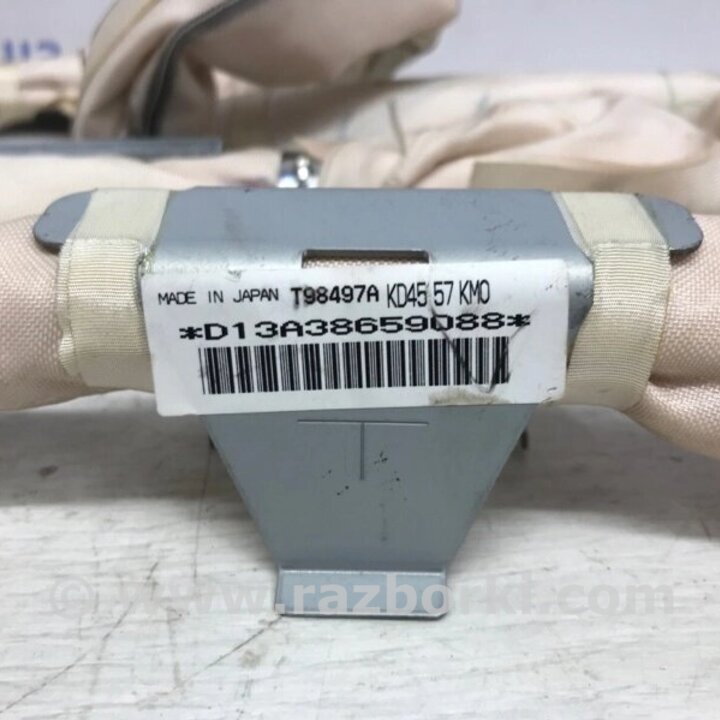 MADE IN JAPAN T98497A KD45 57 KM0
*D13A38659088*
T
© www.razborki.com